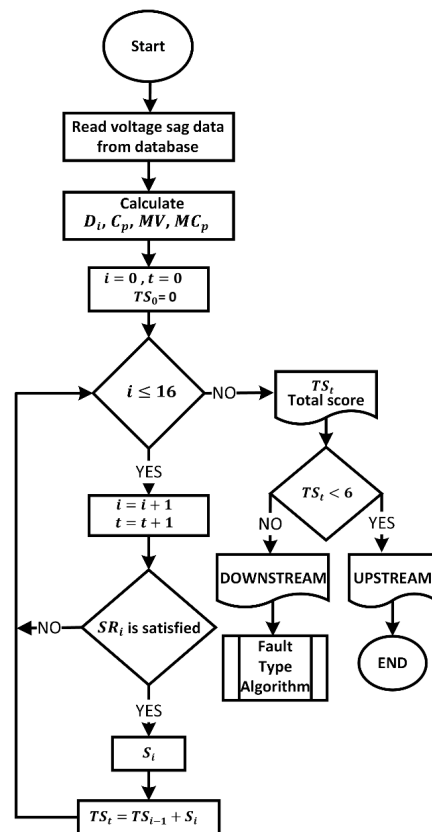 Start
Read voltage sag data
from database
Calculate
D_i, C_p, MV, MC_p
i = 0 , t = 0
TS_0 = 0
i ≤ 16
NO
TS_t
Total score
YES
TS_t < 6
i = i + 1
t = t + 1
NO
YES
DOWNSTREAM
UPSTREAM
SR_i is satisfied
NO
Fault
Type
Algorithm
END
YES
S_i
TS_t = TS_{i-1} + S_i